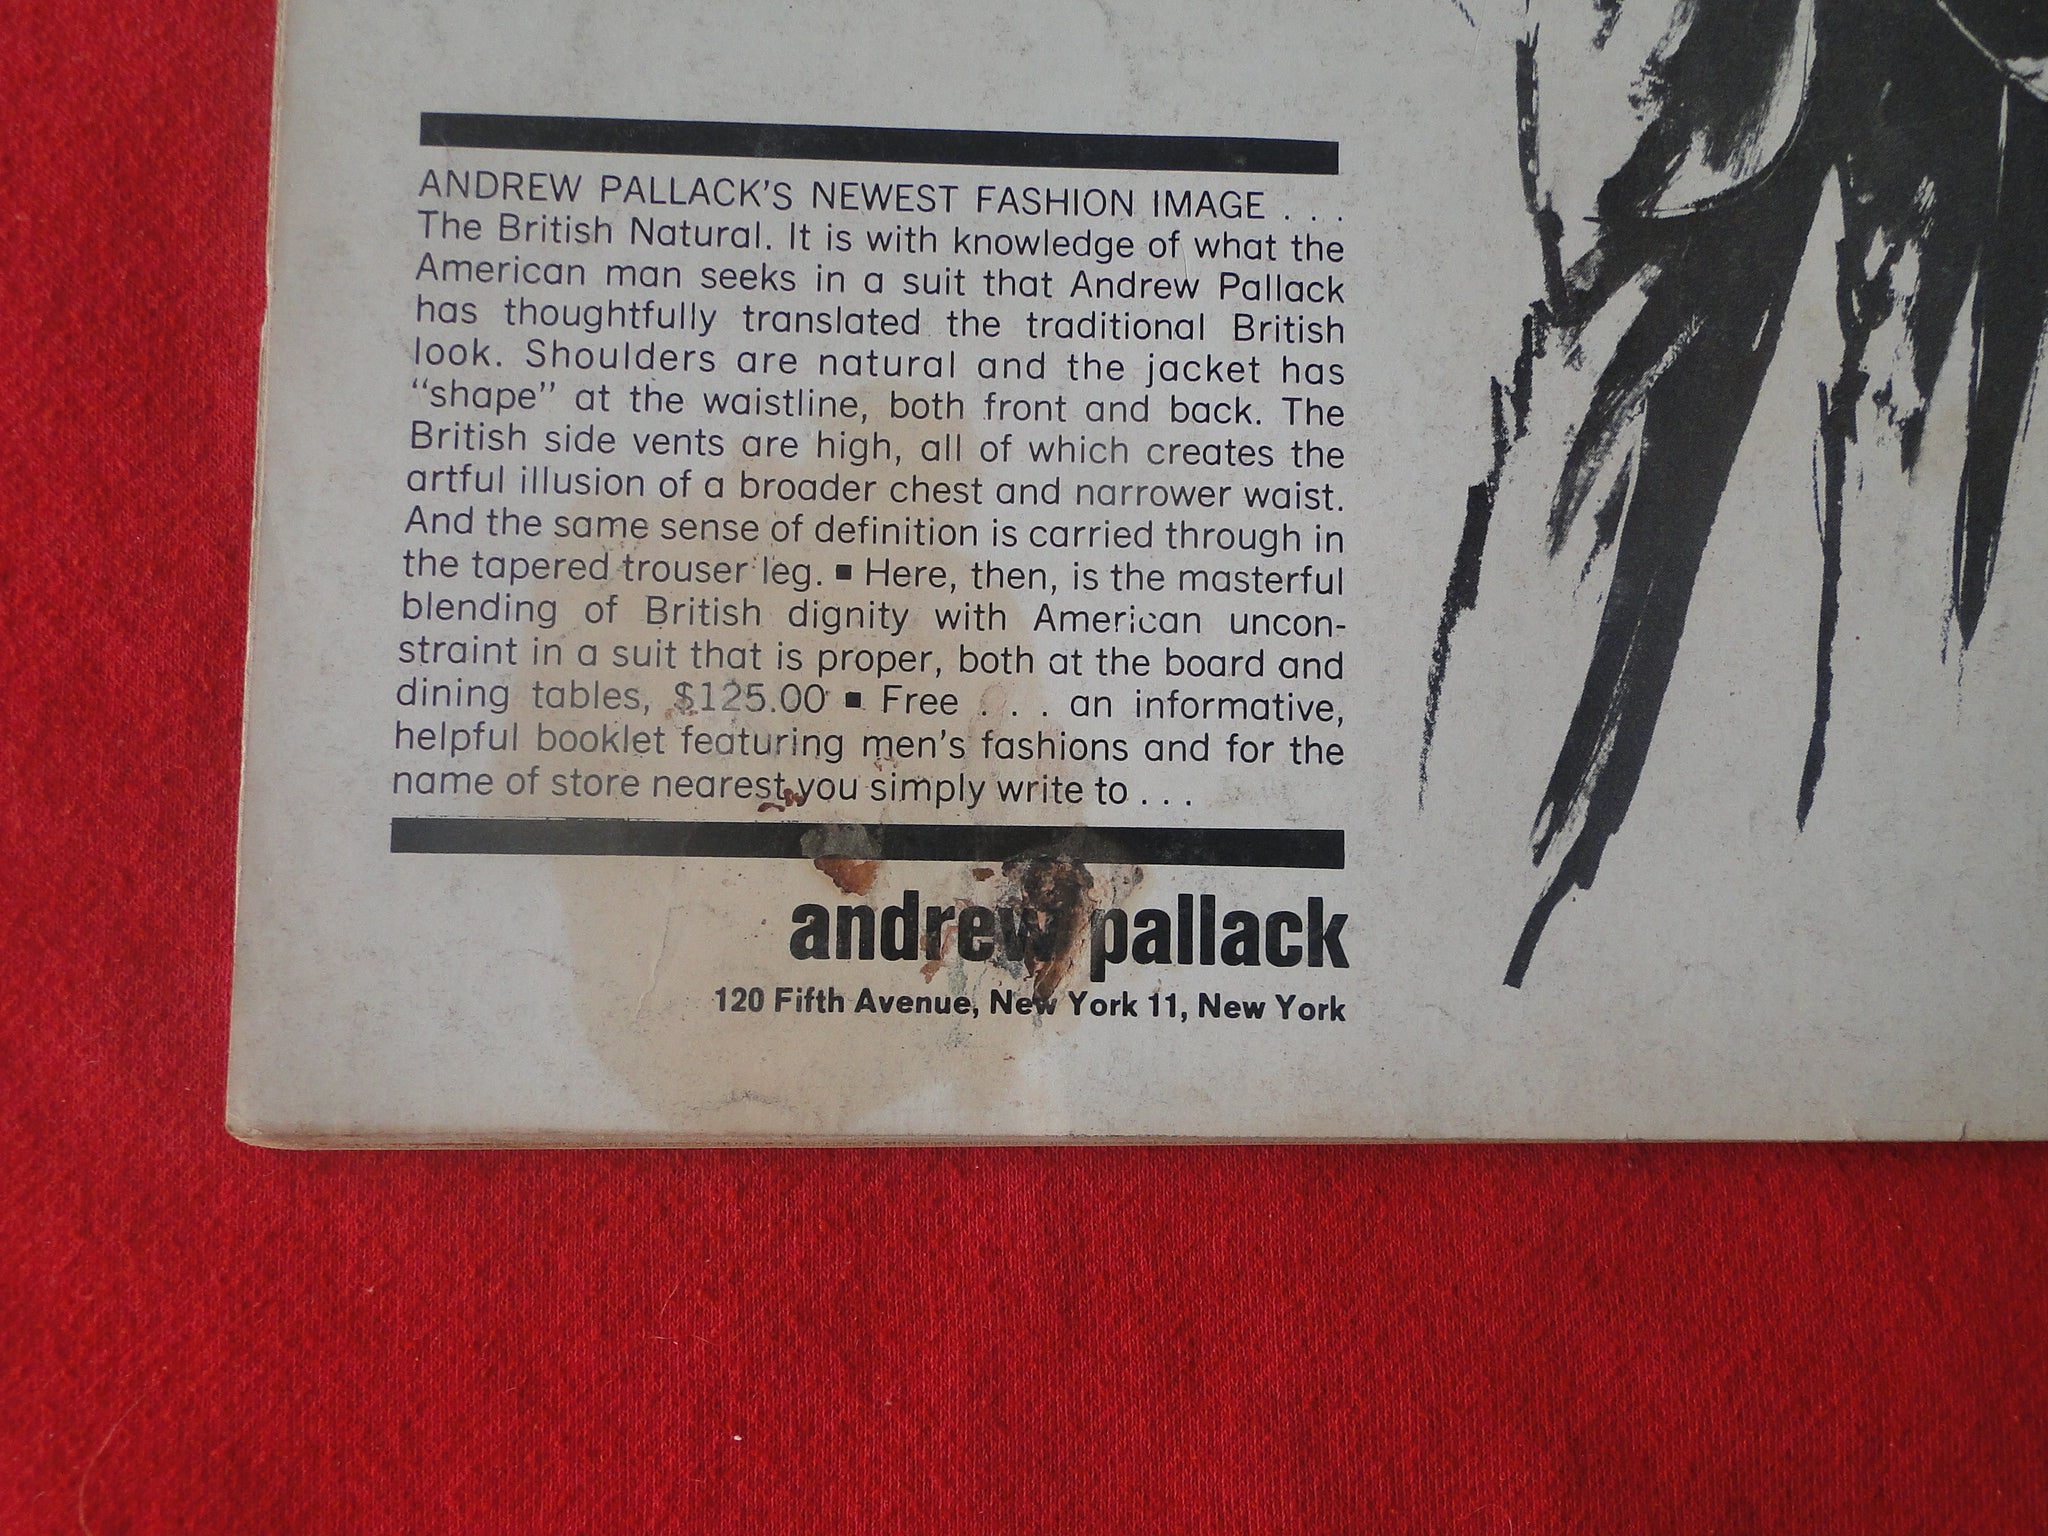 ANDREW PALLACK'S NEWEST FASHION IMAGE . . .
The British Natural. It is with knowledge of what the
American man seeks in a suit that Andrew Pallack
has thoughtfully translated the traditional British
look. Shoulders are natural and the jacket has
“shape” at the waistline, both front and back. The
British side vents are high, all of which creates the
artful illusion of a broader chest and narrower waist.
And the same sense of definition is carried through in
the tapered trouser leg. ■ Here, then, is the masterful
blending of British dignity with American uncon-
straint in a suit that is proper, both at the board and
dining tables, $125.00 ■ Free . . . an informative,
helpful booklet featuring men's fashions and for the
name of store nearest you simply write to . . .
andrew pallack
120 Fifth Avenue, New York 11, New York